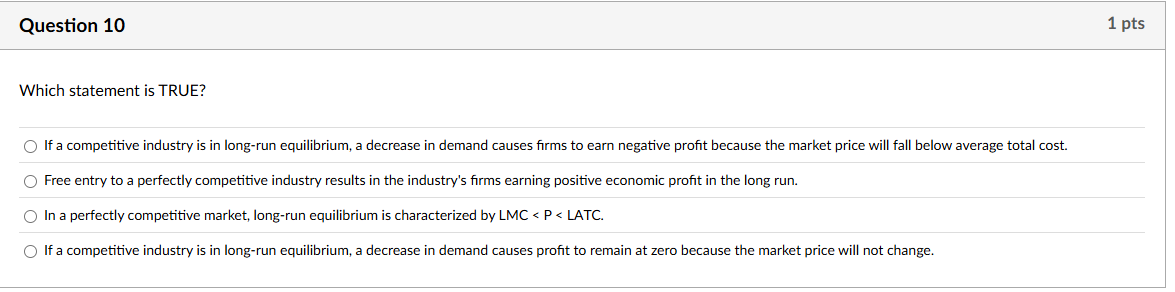 Question 10
1 pts
Which statement is TRUE?
If a competitive industry is in long-run equilibrium, a decrease in demand causes firms to earn negative profit because the market price will fall below average total cost.
Free entry to a perfectly competitive industry results in the industry's firms earning positive economic profit in the long run.
In a perfectly competitive market, long-run equilibrium is characterized by LMC < P < LATC.
If a competitive industry is in long-run equilibrium, a decrease in demand causes profit to remain at zero because the market price will not change.